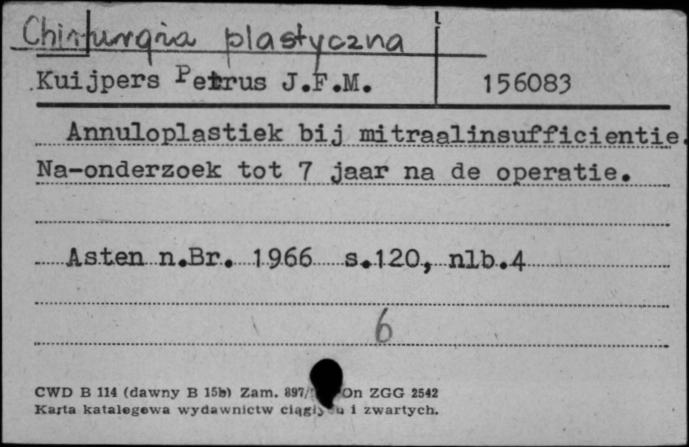 Chirurgia plastyczna
Kuijpers Petrus J.F.M. 156083
Annuloplastiek bij mitraalinsufficientie.
Na-onderzoek tot 7 jaar na de operatie.
Asten n.Br. 1966 s.120, nlb.4
6
CWD B 114 (dawny B 15b) Zam. 897/ On ZGG 2542
Karta katalogowa wydawnictw i zwartych.